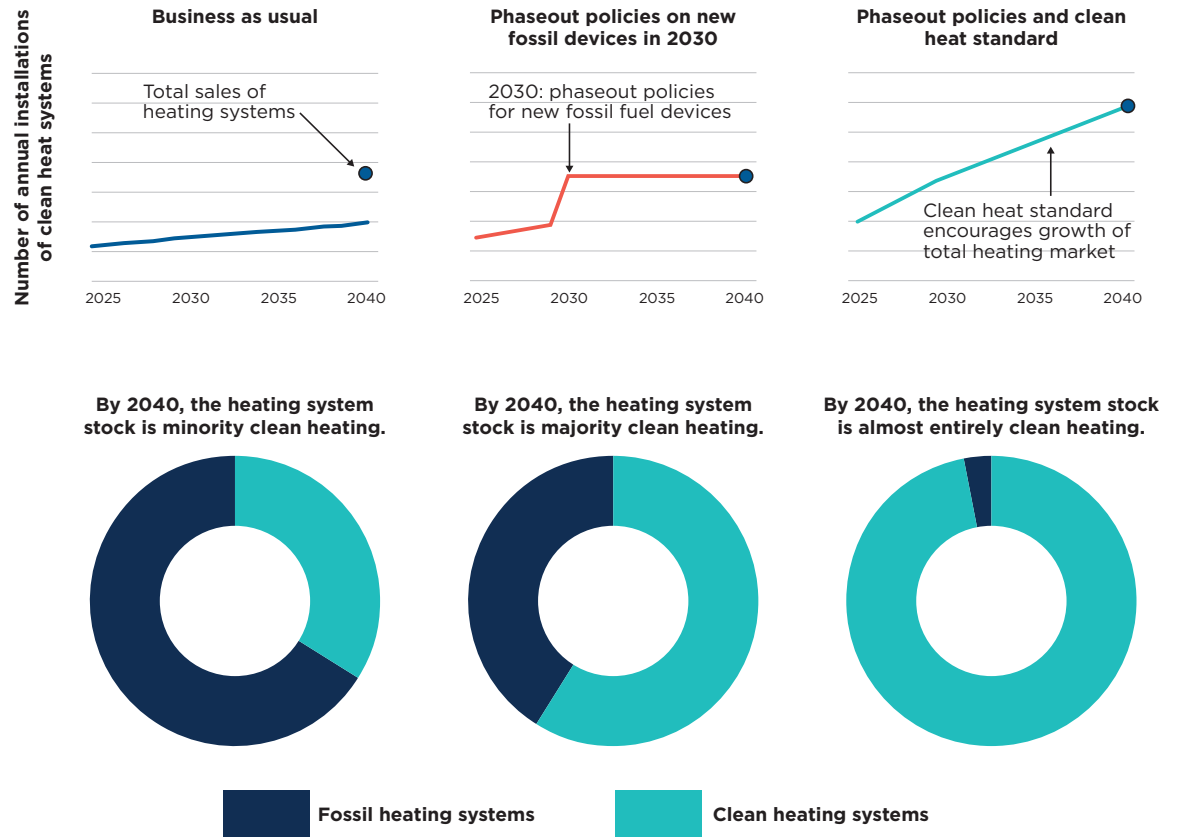 Number of annual installations
of clean heat systems
Business as usual
Total sales of
heating systems
2025 2030 2035 2040
Phaseout policies on new
fossil devices in 2030
2030: phaseout policies
for new fossil fuel devices
2025 2030 2035 2040
Phaseout policies and clean
heat standard
Clean heat standard
encourages growth of
total heating market
2025 2030 2035 2040
By 2040, the heating system
stock is minority clean heating.
By 2040, the heating system
stock is majority clean heating.
By 2040, the heating system stock
is almost entirely clean heating.
Fossil heating systems
Clean heating systems